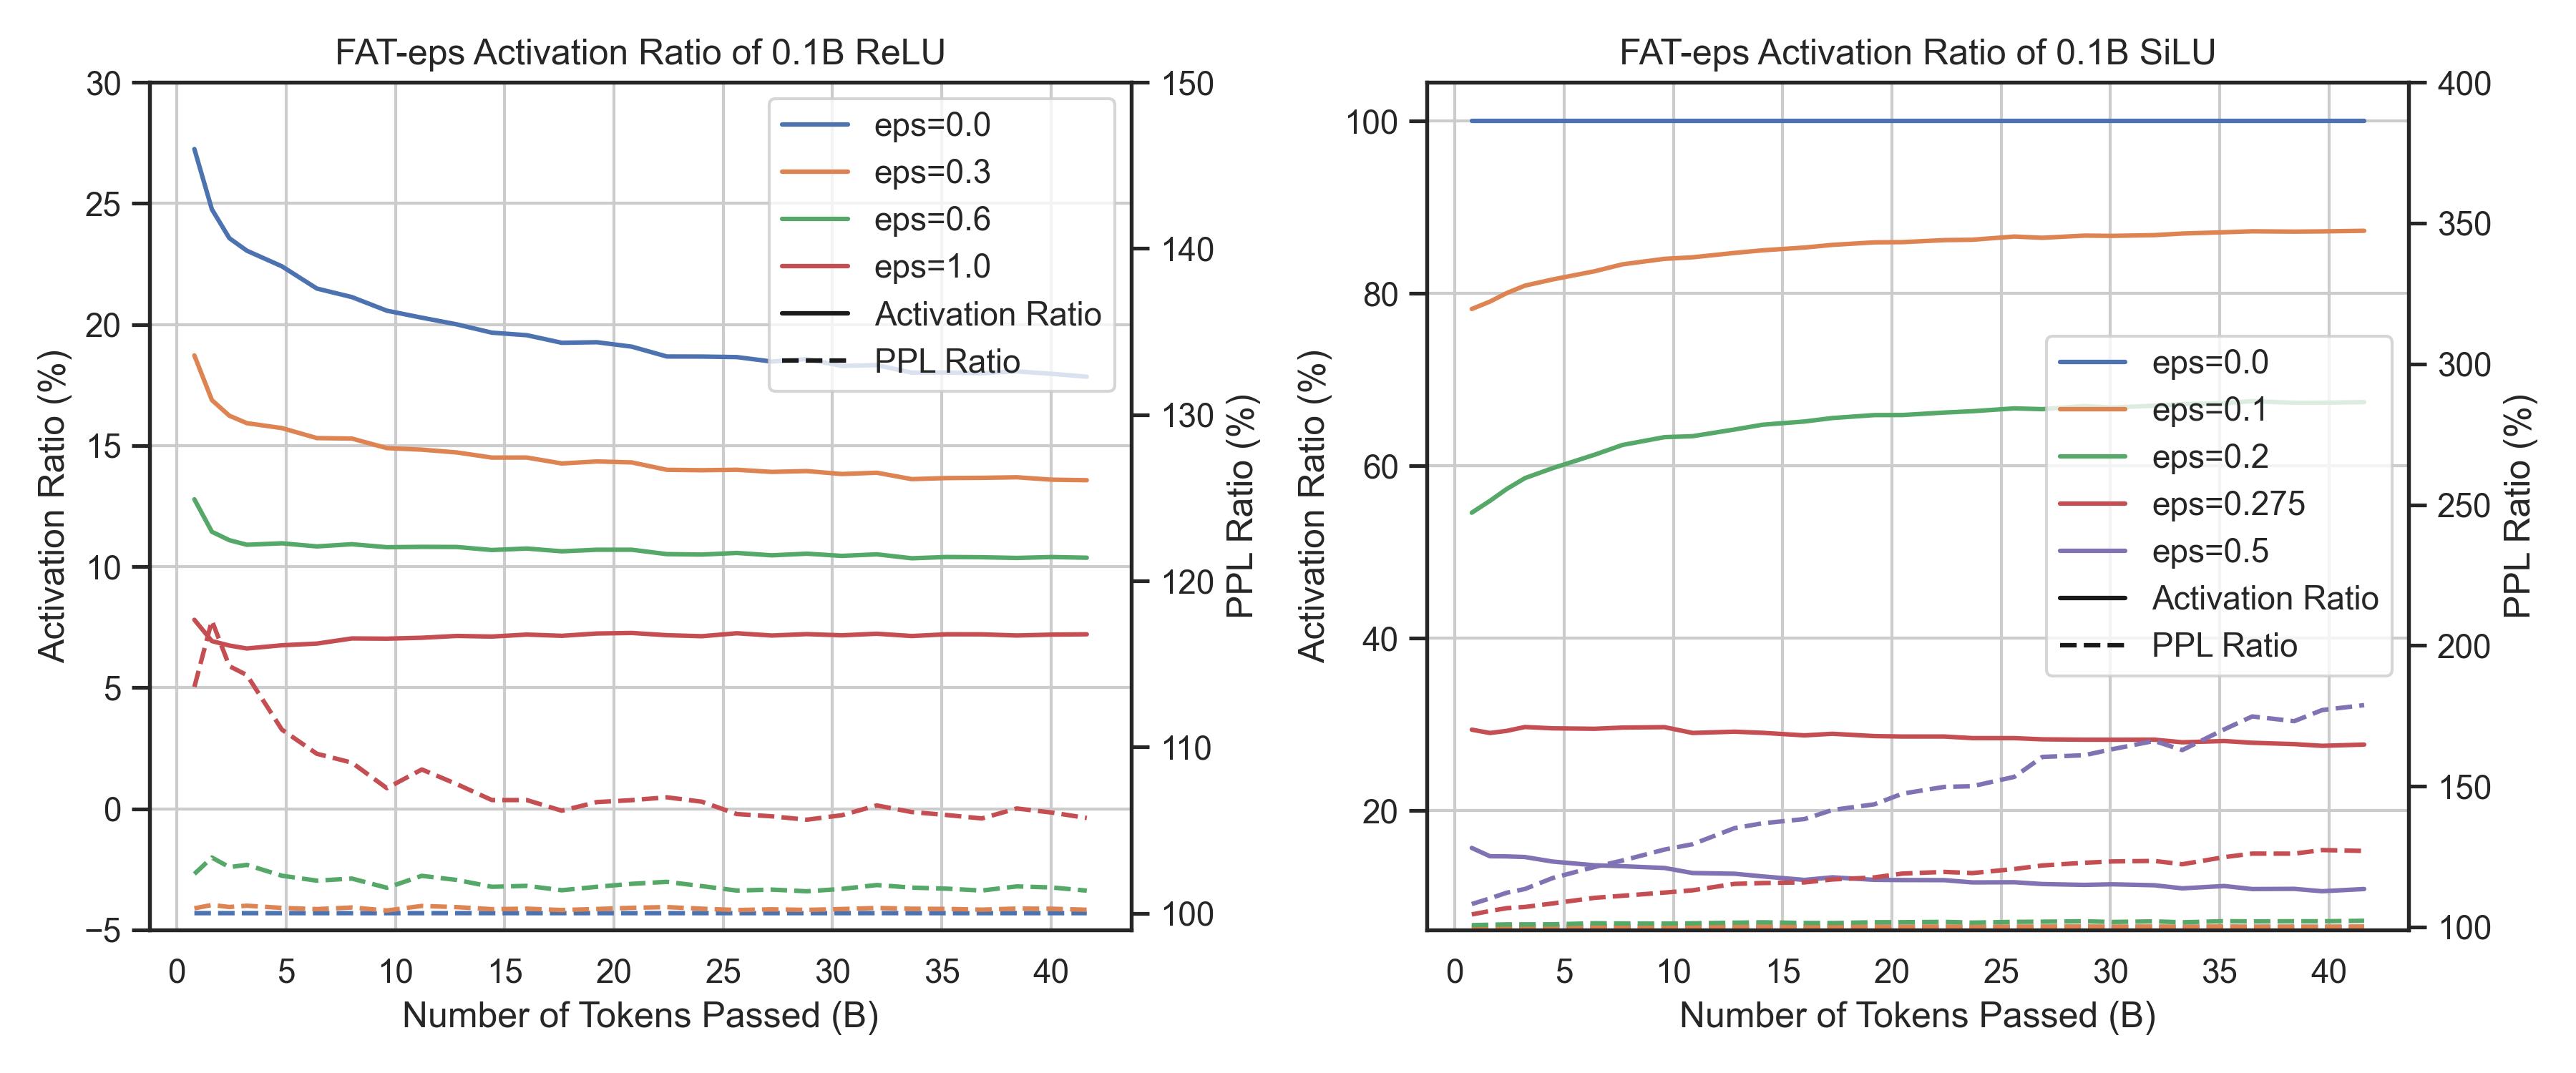 FAT-eps Activation Ratio of 0.1B ReLU
30
25
20
15
10
5
0
−5
Activation Ratio (%)
150
140
130
120
110
100
PPL Ratio (%)
eps=0.0
eps=0.3
eps=0.6
eps=1.0
Activation Ratio
PPL Ratio
0 5 10 15 20 25 30 35 40
Number of Tokens Passed (B)
FAT-eps Activation Ratio of 0.1B SiLU
100
80
60
40
20
Activation Ratio (%)
400
350
300
250
200
150
100
PPL Ratio (%)
eps=0.0
eps=0.1
eps=0.2
eps=0.275
eps=0.5
Activation Ratio
PPL Ratio
0 5 10 15 20 25 30 35 40
Number of Tokens Passed (B)